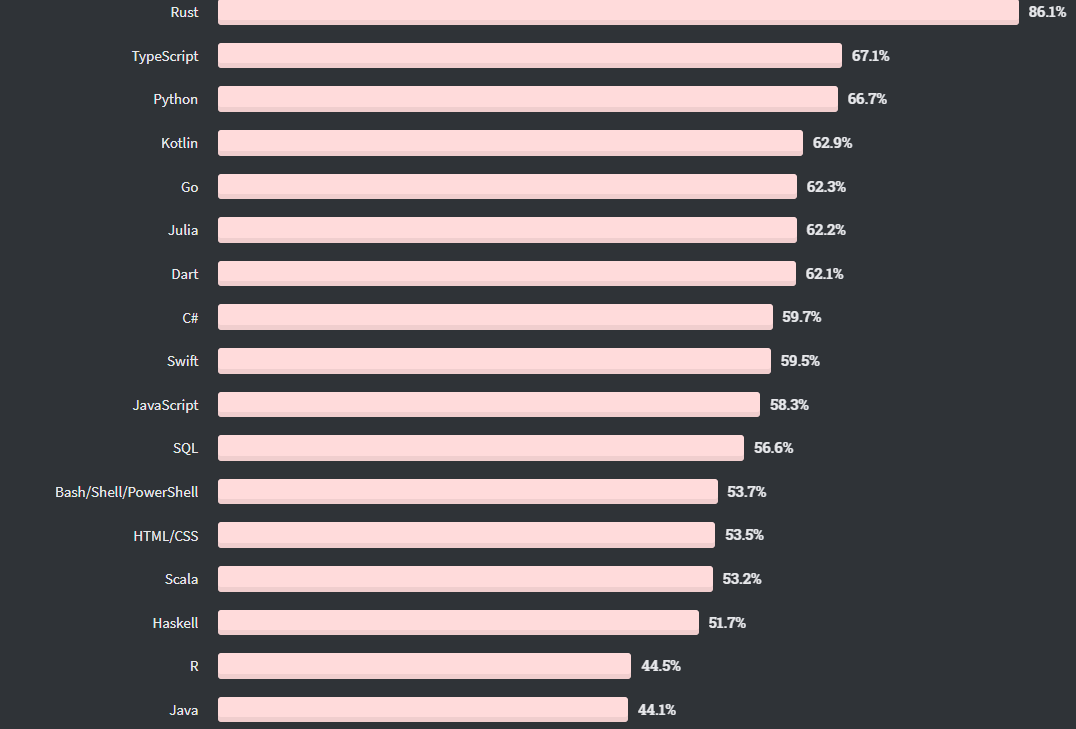 Rust 86.1%
TypeScript 67.1%
Python 66.7%
Kotlin 62.9%
Go 62.3%
Julia 62.2%
Dart 62.1%
C# 59.7%
Swift 59.5%
JavaScript 58.3%
SQL 56.6%
Bash/Shell/PowerShell 53.7%
HTML/CSS 53.5%
Scala 53.2%
Haskell 51.7%
R 44.5%
Java 44.1%